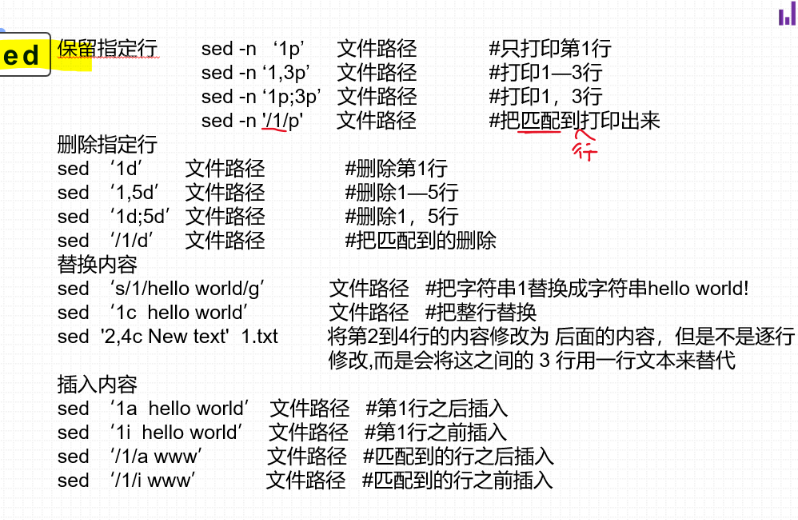 ed
保留指定行 sed -n ‘1p’ 文件路径 #只打印第1行
sed -n ‘1,3p’ 文件路径 #打印1—3行
sed -n ‘1p;3p’ 文件路径 #打印1，3行
sed -n '/1/p' 文件路径 #把匹配到打印出来
行
删除指定行
sed ‘1d’ 文件路径 #删除第1行
sed ‘1,5d’ 文件路径 #删除1—5行
sed ‘1d;5d’ 文件路径 #删除1，5行
sed ‘/1/d’ 文件路径 #把匹配到的删除
替换内容
sed ‘s/1/hello world/g’ 文件路径 #把字符串1替换成字符串hello world!
sed ‘1c hello world’ 文件路径 #把整行替换
sed '2,4c New text' 1.txt 将第2到4行的内容修改为 后面的内容，但是不是逐行
修改,而是会将这之间的 3 行用一行文本来替代
插入内容
sed ‘1a hello world’ 文件路径 #第1行之后插入
sed ‘1i hello world’ 文件路径 #第1行之前插入
sed ‘/1/a www’ 文件路径 #匹配到的行之后插入
sed ‘/1/i www’ 文件路径 #匹配到的行之前插入